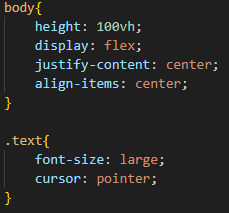 body{
    height: 100vh;
    display: flex;
    justify-content: center;
    align-items: center;
}

.text{
    font-size: large;
    cursor: pointer;
}